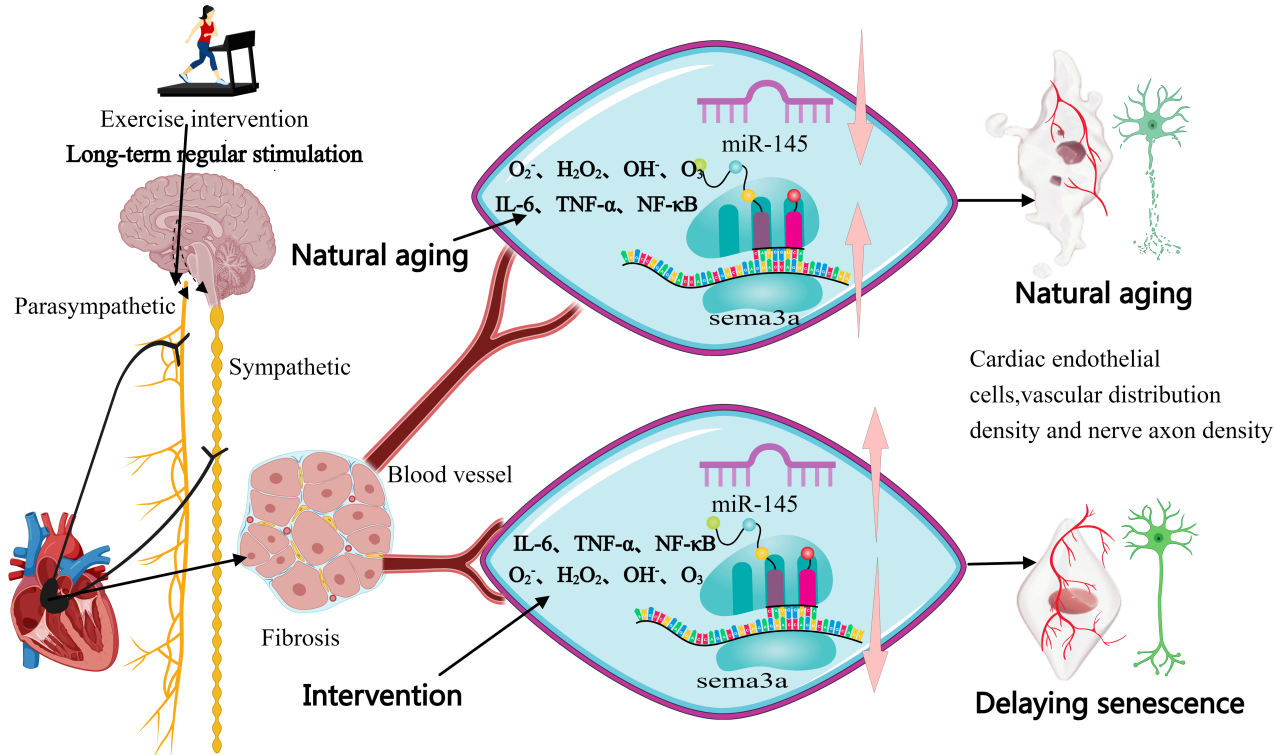 Exercise intervention
Long-term regular stimulation
Parasympathetic
Sympathetic
Natural aging
miR-145
O₂⁻、H₂O₂、OH⁻、O₃
IL-6、TNF-α、NF-κB
sema3a
Natural aging
Cardiac endothelial
cells,vascular distribution
density and nerve axon density
Blood vessel
Fibrosis
Intervention
miR-145
IL-6、TNF-α、NF-κB
O₂⁻、H₂O₂、OH⁻、O₃
sema3a
Delaying senescence